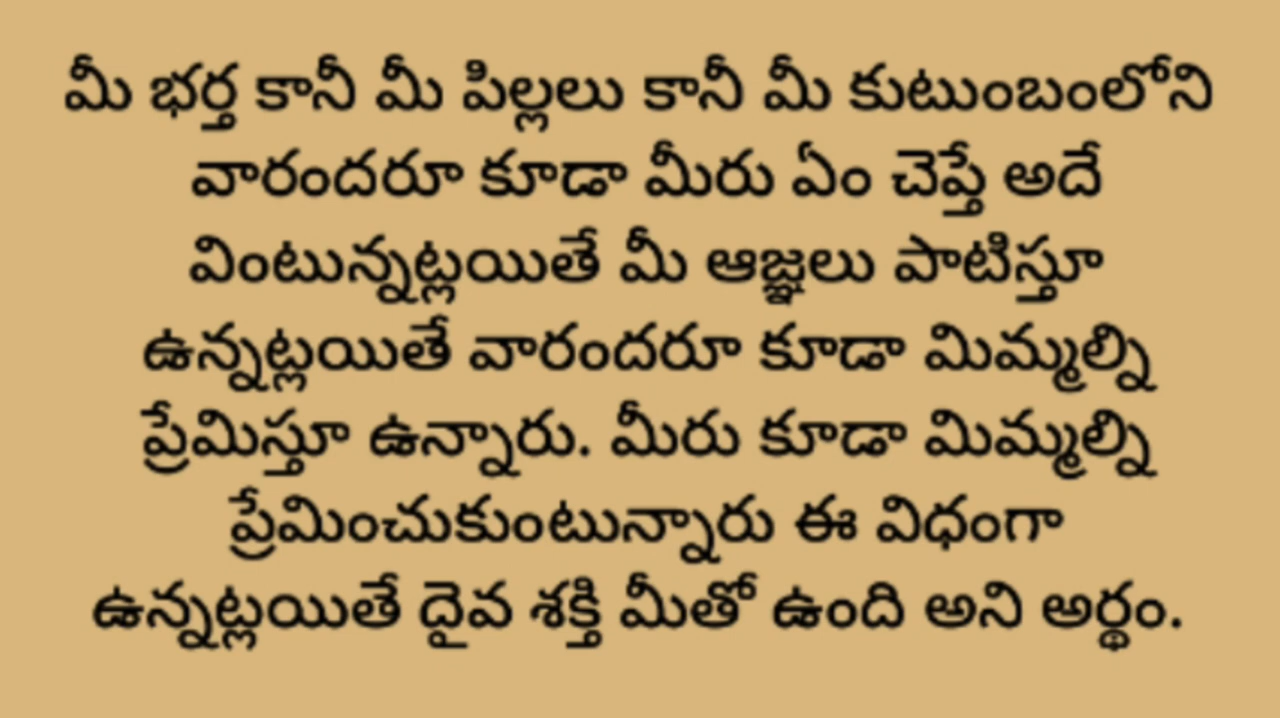 మీ భర్త కానీ మీ పిల్లలు కానీ మీ కుటుంబంలోని
వారందరూ కూడా మీరు ఏం చెప్తే అదే
వింటున్నట్లయితే మీ ఆజ్ఞలు పాటిస్తూ
ఉన్నట్లయితే వారందరూ కూడా మిమ్మల్ని
ప్రేమిస్తూ ఉన్నారు. మీరు కూడా మిమ్మల్ని
ప్రేమించుకుంటున్నారు ఈ విధంగా
ఉన్నట్లయితే దైవ శక్తి మీతో ఉంది అని అర్థం.